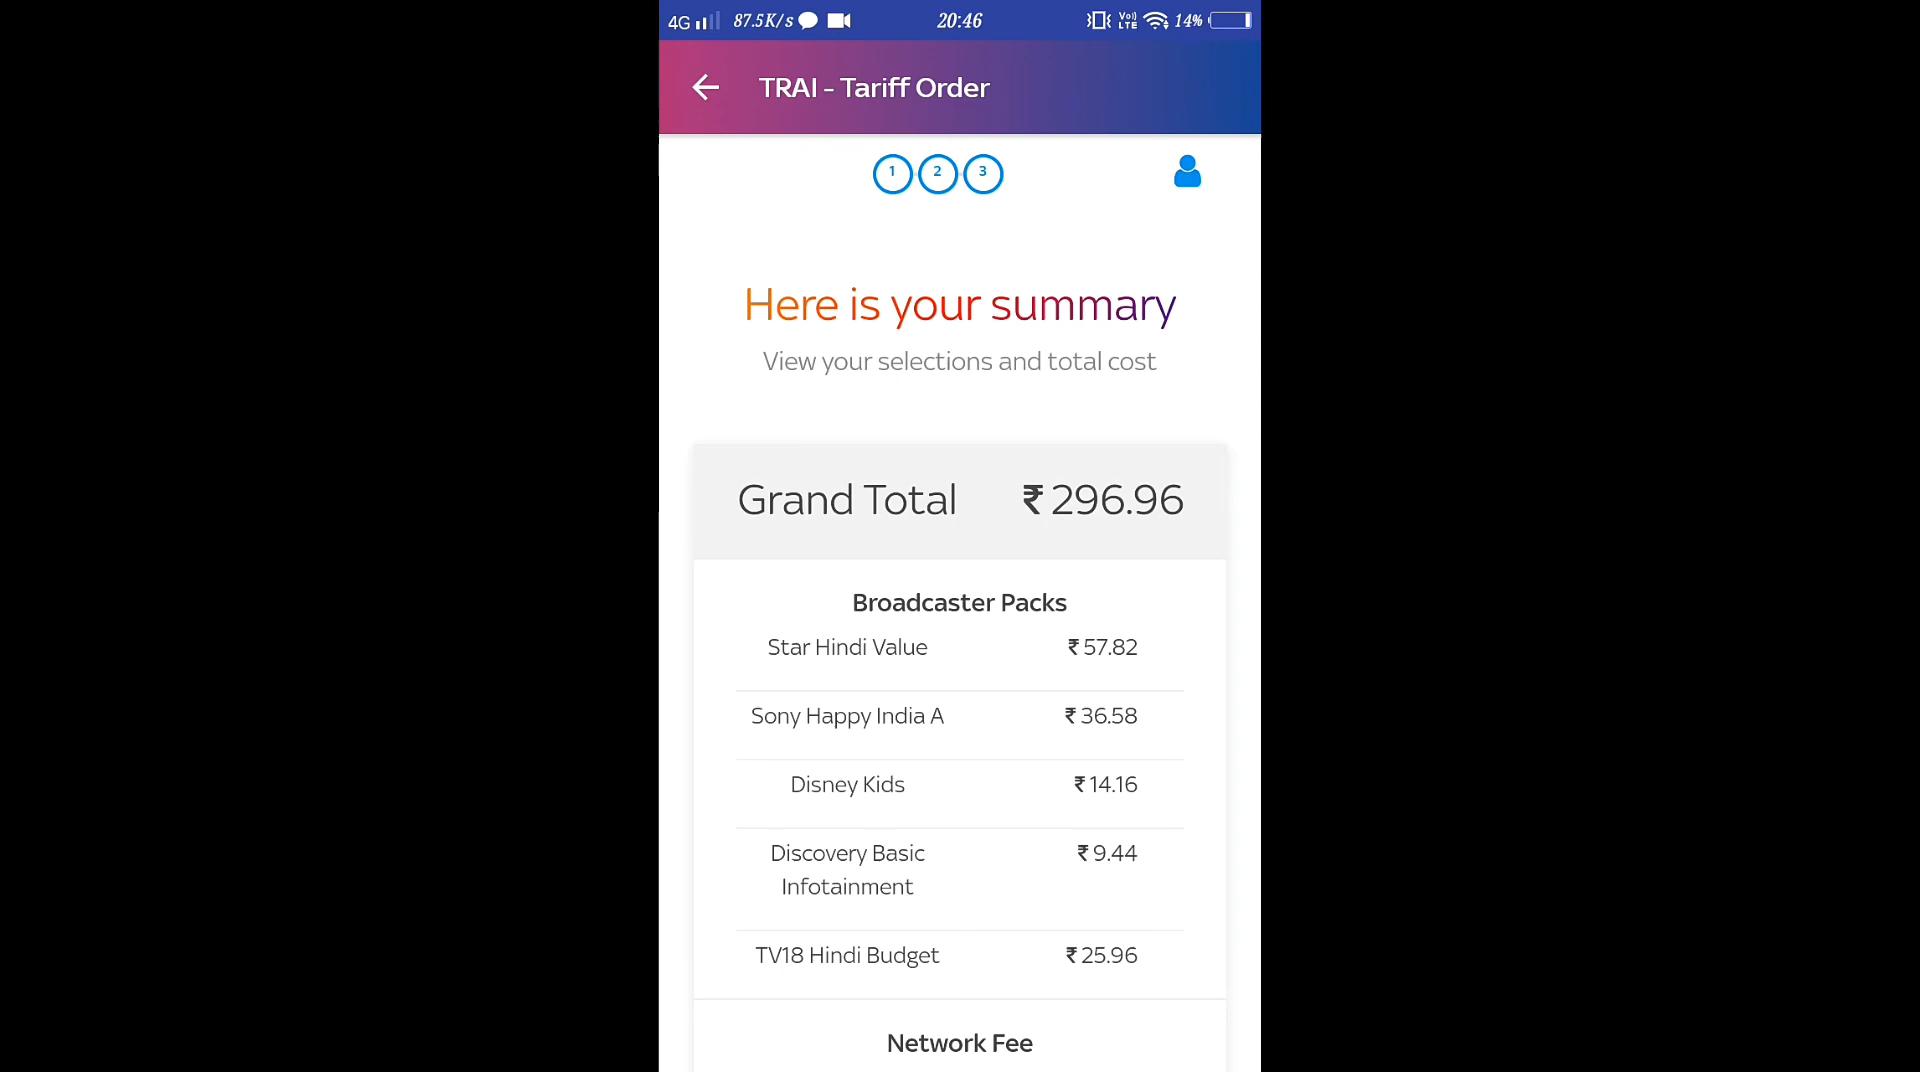 4G 87.5K/s 20:46 VoI) LTE 14%
TRAI - Tariff Order
1 2 3
Here is your summary
View your selections and total cost
Grand Total ₹ 296.96
Broadcaster Packs
Star Hindi Value ₹ 57.82
Sony Happy India A ₹ 36.58
Disney Kids ₹ 14.16
Discovery Basic ₹ 9.44
Infotainment
TV18 Hindi Budget ₹ 25.96
Network Fee